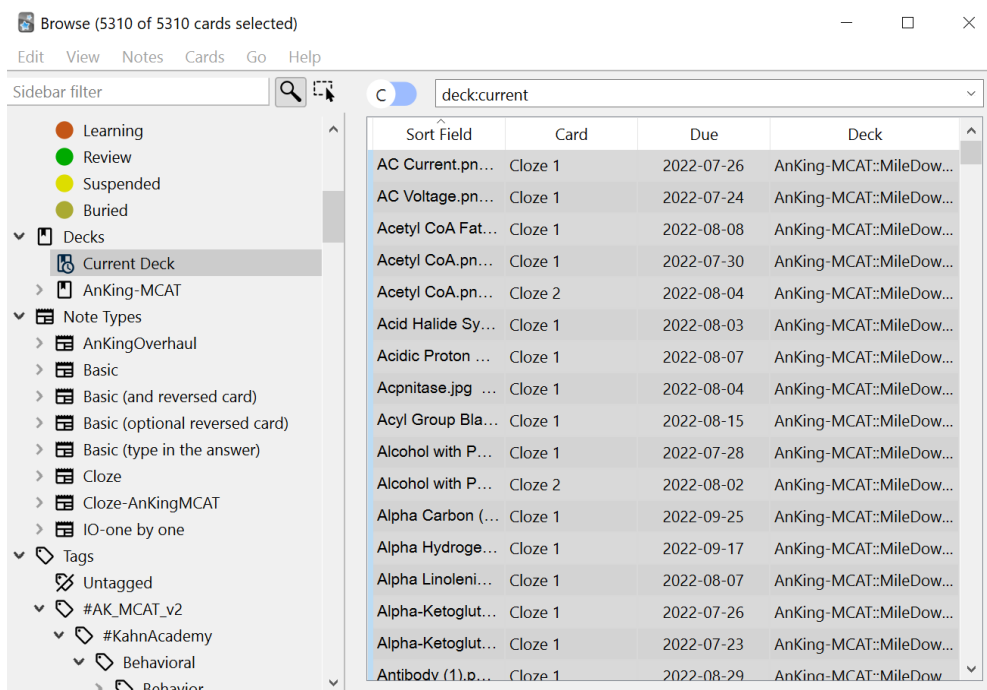 Browse (5310 of 5310 cards selected)
Edit View Notes Cards Go Help
Sidebar filter
Learning
Review
Suspended
Buried
Decks
Current Deck
AnKing-MCAT
Note Types
AnKingOverhaul
Basic
Basic (and reversed card)
Basic (optional reversed card)
Basic (type in the answer)
Cloze
Cloze-AnKingMCAT
IO-one by one
Tags
Untagged
#AK_MCAT_v2
#KahnAcademy
Behavioral
Behavior
C deck:current
Sort Field Card Due Deck
AC Current.pn... Cloze 1 2022-07-26 AnKing-MCAT::MileDow...
AC Voltage.pn... Cloze 1 2022-07-24 AnKing-MCAT::MileDow...
Acetyl CoA Fat... Cloze 1 2022-08-08 AnKing-MCAT::MileDow...
Acetyl CoA.pn... Cloze 1 2022-07-30 AnKing-MCAT::MileDow...
Acetyl CoA.pn... Cloze 2 2022-08-04 AnKing-MCAT::MileDow...
Acid Halide Sy... Cloze 1 2022-08-03 AnKing-MCAT::MileDow...
Acidic Proton ... Cloze 1 2022-08-07 AnKing-MCAT::MileDow...
Acpnitase.jpg ... Cloze 1 2022-08-04 AnKing-MCAT::MileDow...
Acyl Group Bla... Cloze 1 2022-08-15 AnKing-MCAT::MileDow...
Alcohol with P... Cloze 1 2022-07-28 AnKing-MCAT::MileDow...
Alcohol with P... Cloze 2 2022-08-02 AnKing-MCAT::MileDow...
Alpha Carbon (... Cloze 1 2022-09-25 AnKing-MCAT::MileDow...
Alpha Hydroge... Cloze 1 2022-09-17 AnKing-MCAT::MileDow...
Alpha Linoleni... Cloze 1 2022-08-07 AnKing-MCAT::MileDow...
Alpha-Ketoglut... Cloze 1 2022-07-26 AnKing-MCAT::MileDow...
Alpha-Ketoglut... Cloze 1 2022-07-23 AnKing-MCAT::MileDow...
Antibody (1).p... Cloze 1 2022-08-29 AnKing-MCAT::MileDow...